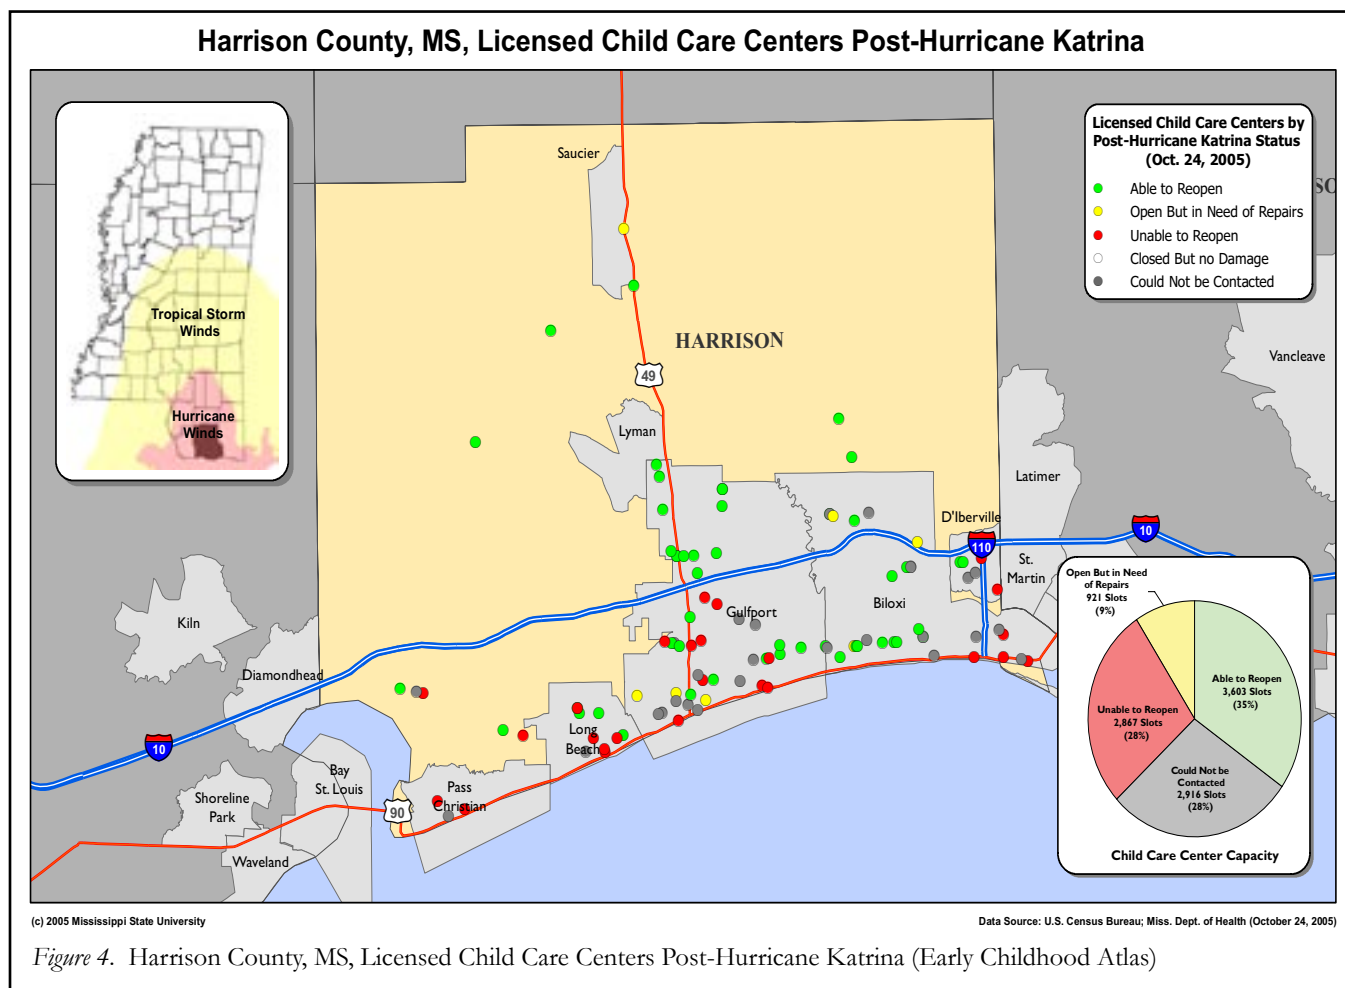 Harrison County, MS, Licensed Child Care Centers Post-Hurricane Katrina
Tropical Storm
Winds
Hurricane
Winds
Licensed Child Care Centers by
Post-Hurricane Katrina Status
(Oct. 24, 2005)
Able to Reopen
Open But in Need of Repairs
Unable to Reopen
Closed But no Damage
Could Not be Contacted
SO
Saucier
HARRISON
49
Vancleave
Lyman
Latimer
D'Iberville
110
10
St.
Martin
Gulfport
Biloxi
Kiln
Diamondhead
10
Long
Beach
Bay
St. Louis
Pass
Christian
Shoreline
Park
90
Waveland
Open But in Need
of Repairs
921 Slots
(9%)
Able to Reopen
3,603 Slots
(35%)
Unable to Reopen
2,867 Slots
(28%)
Could Not be
Contacted
2,916 Slots
(28%)
Child Care Center Capacity
(c) 2005 Mississippi State University
Data Source: U.S. Census Bureau; Miss. Dept. of Health (October 24, 2005)
Figure 4. Harrison County, MS, Licensed Child Care Centers Post-Hurricane Katrina (Early Childhood Atlas)